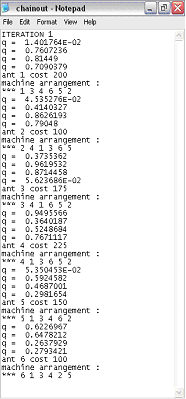 chainout - Notepad
File Edit Format View Help
ITERATION 1
q = 1.401764E-02
q = 0.7607236
q = 0.81449
q = 0.7090379
ant 1 cost 200
machine arrangement :
*** 1 3 4 6 5 2
q = 4.535276E-02
q = 0.4140327
q = 0.8626193
q = 0.79048
ant 2 cost 100
machine arrangement :
*** 2 4 1 3 6 5
q = 0.3735362
q = 0.9619532
q = 0.8714458
q = 5.623686E-02
ant 3 cost 175
machine arrangement :
*** 3 4 1 6 5 2
q = 0.9495566
q = 0.3640187
q = 0.5248684
q = 0.7671117
ant 4 cost 225
machine arrangement :
*** 4 1 3 6 5 2
q = 5.350453E-02
q = 0.5924582
q = 0.4687001
q = 0.2981654
ant 5 cost 150
machine arrangement :
*** 5 1 3 4 6 2
q = 0.6226967
q = 0.6478212
q = 0.2637929
q = 0.2793421
ant 6 cost 100
machine arrangement :
*** 6 1 3 4 2 5